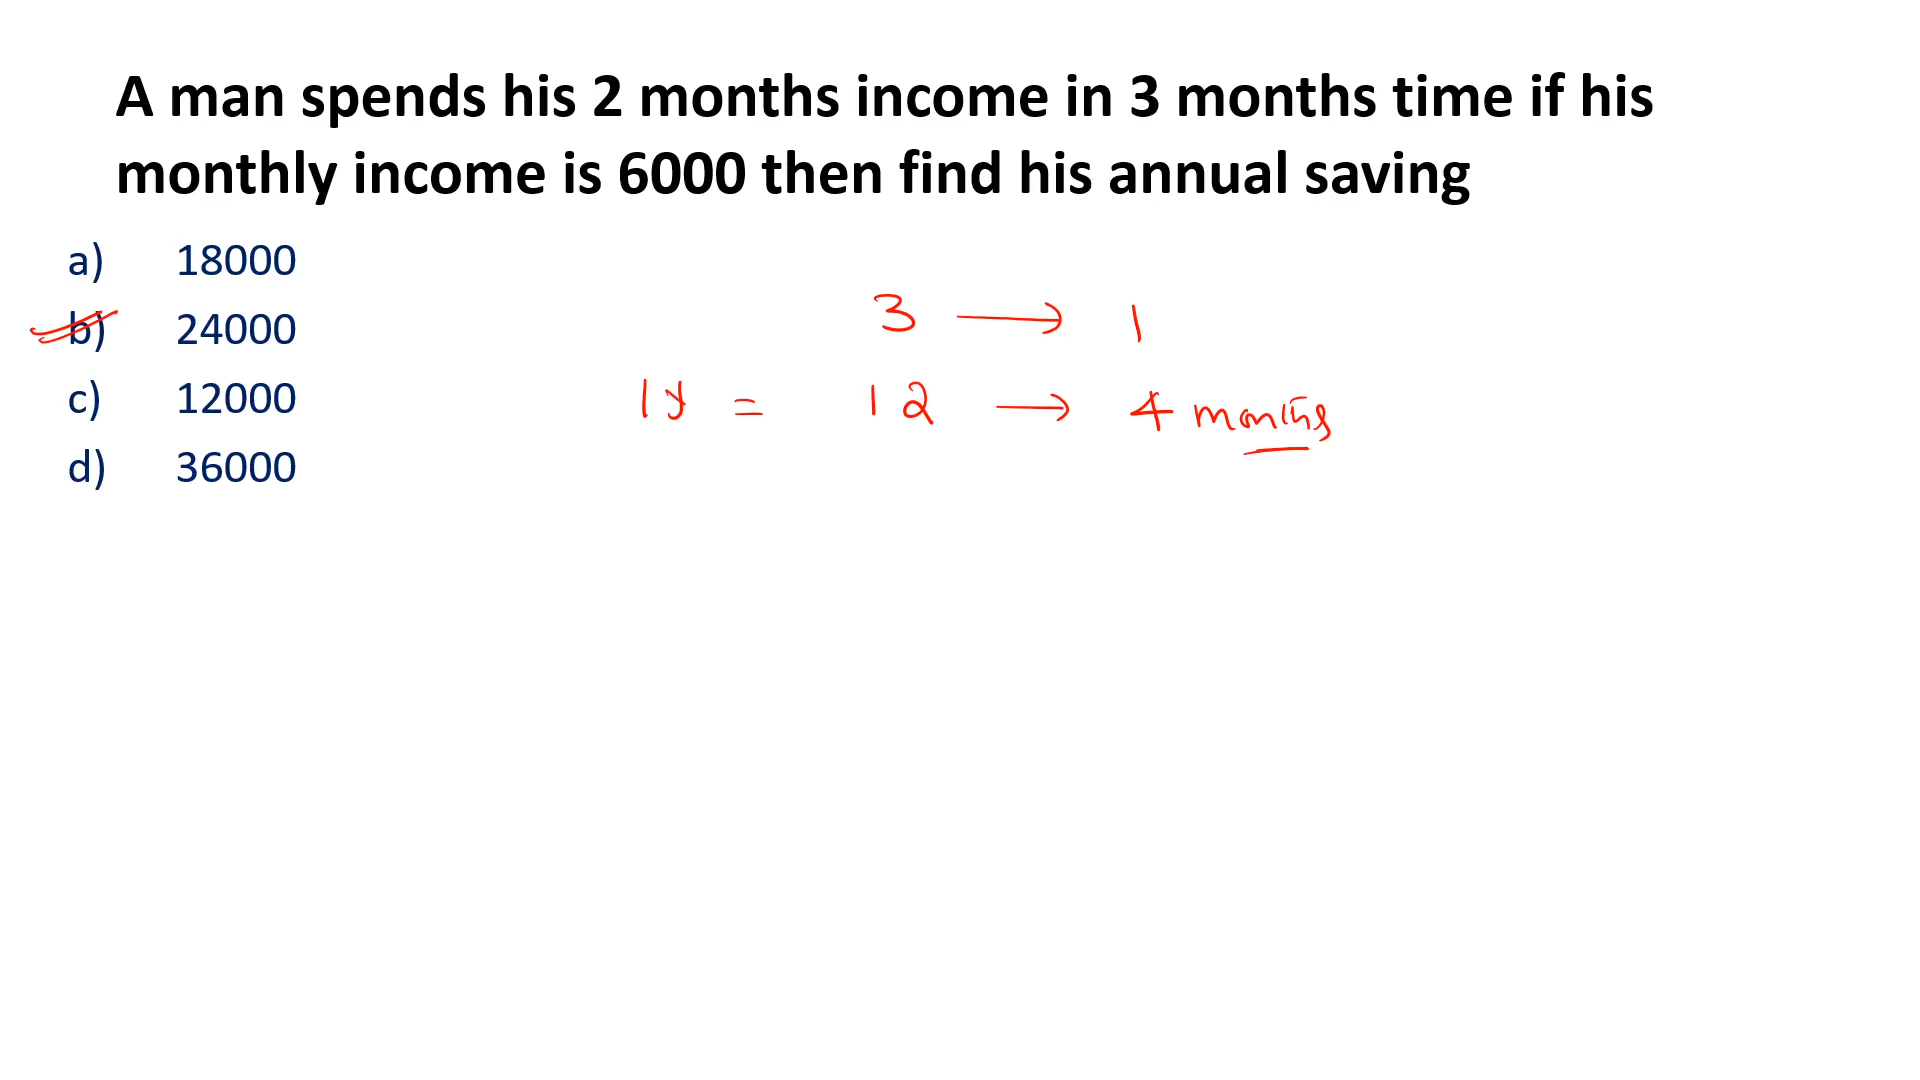 A man spends his 2 months income in 3 months time if his
monthly income is 6000 then find his annual saving
a) 18000
b) 24000
c) 12000
d) 36000
3 → 1
1y = 12 → 4 months